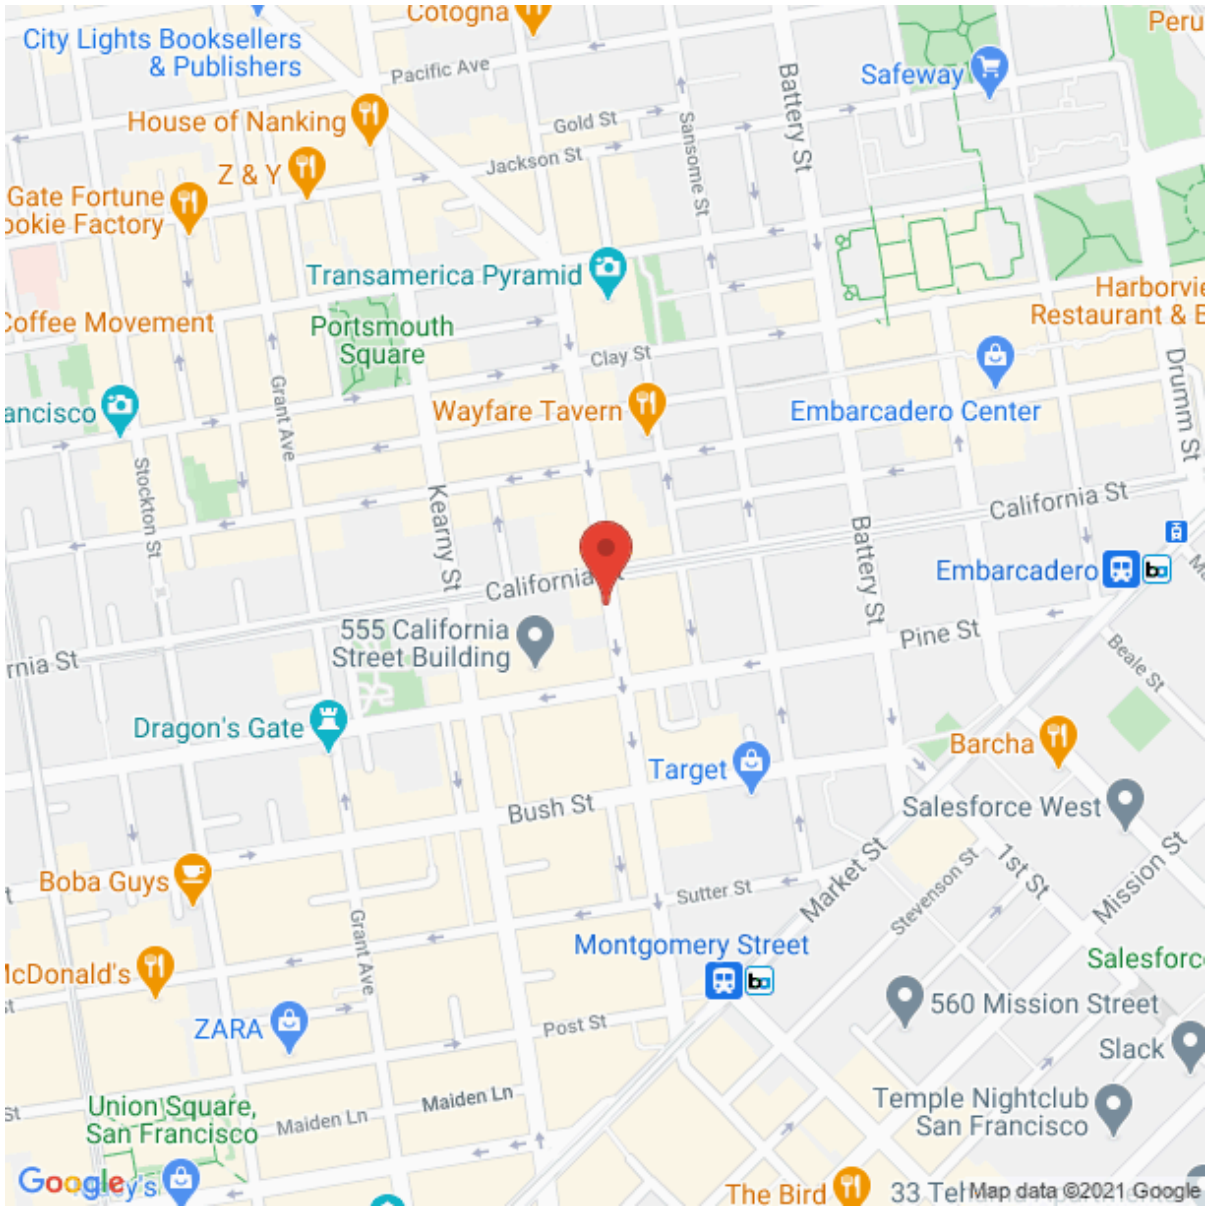 Cotogna
Peru
City Lights Booksellers
& Publishers
Pacific Ave
Safeway
Battery St
House of Nanking
Gold St
Sansome St
Jackson St
Z & Y
Gate Fortune
ookie Factory
Transamerica Pyramid
Harborvie
Restaurant & B
Coffee Movement
Portsmouth
Square
Clay St
Drumm St
Grant Ave
ancisco
Wayfare Tavern
Embarcadero Center
Stockton St
Kearny St
California St
Battery St
California St
Embarcadero
555 California
Street Building
Pine St
rnia St
Beale St
Dragon's Gate
Barcha
Target
Salesforce West
Bush St
Market St
Stevenson St
1st St
Mission St
Boba Guys
Sutter St
Grant Ave
Montgomery Street
Salesforc
McDonald's
560 Mission Street
ZARA
Post St
Slack
Maiden Ln
Temple Nightclub
San Francisco
Union Square,
San Francisco
Maiden Ln
St
Google
The Bird
Map data ©2021 Google